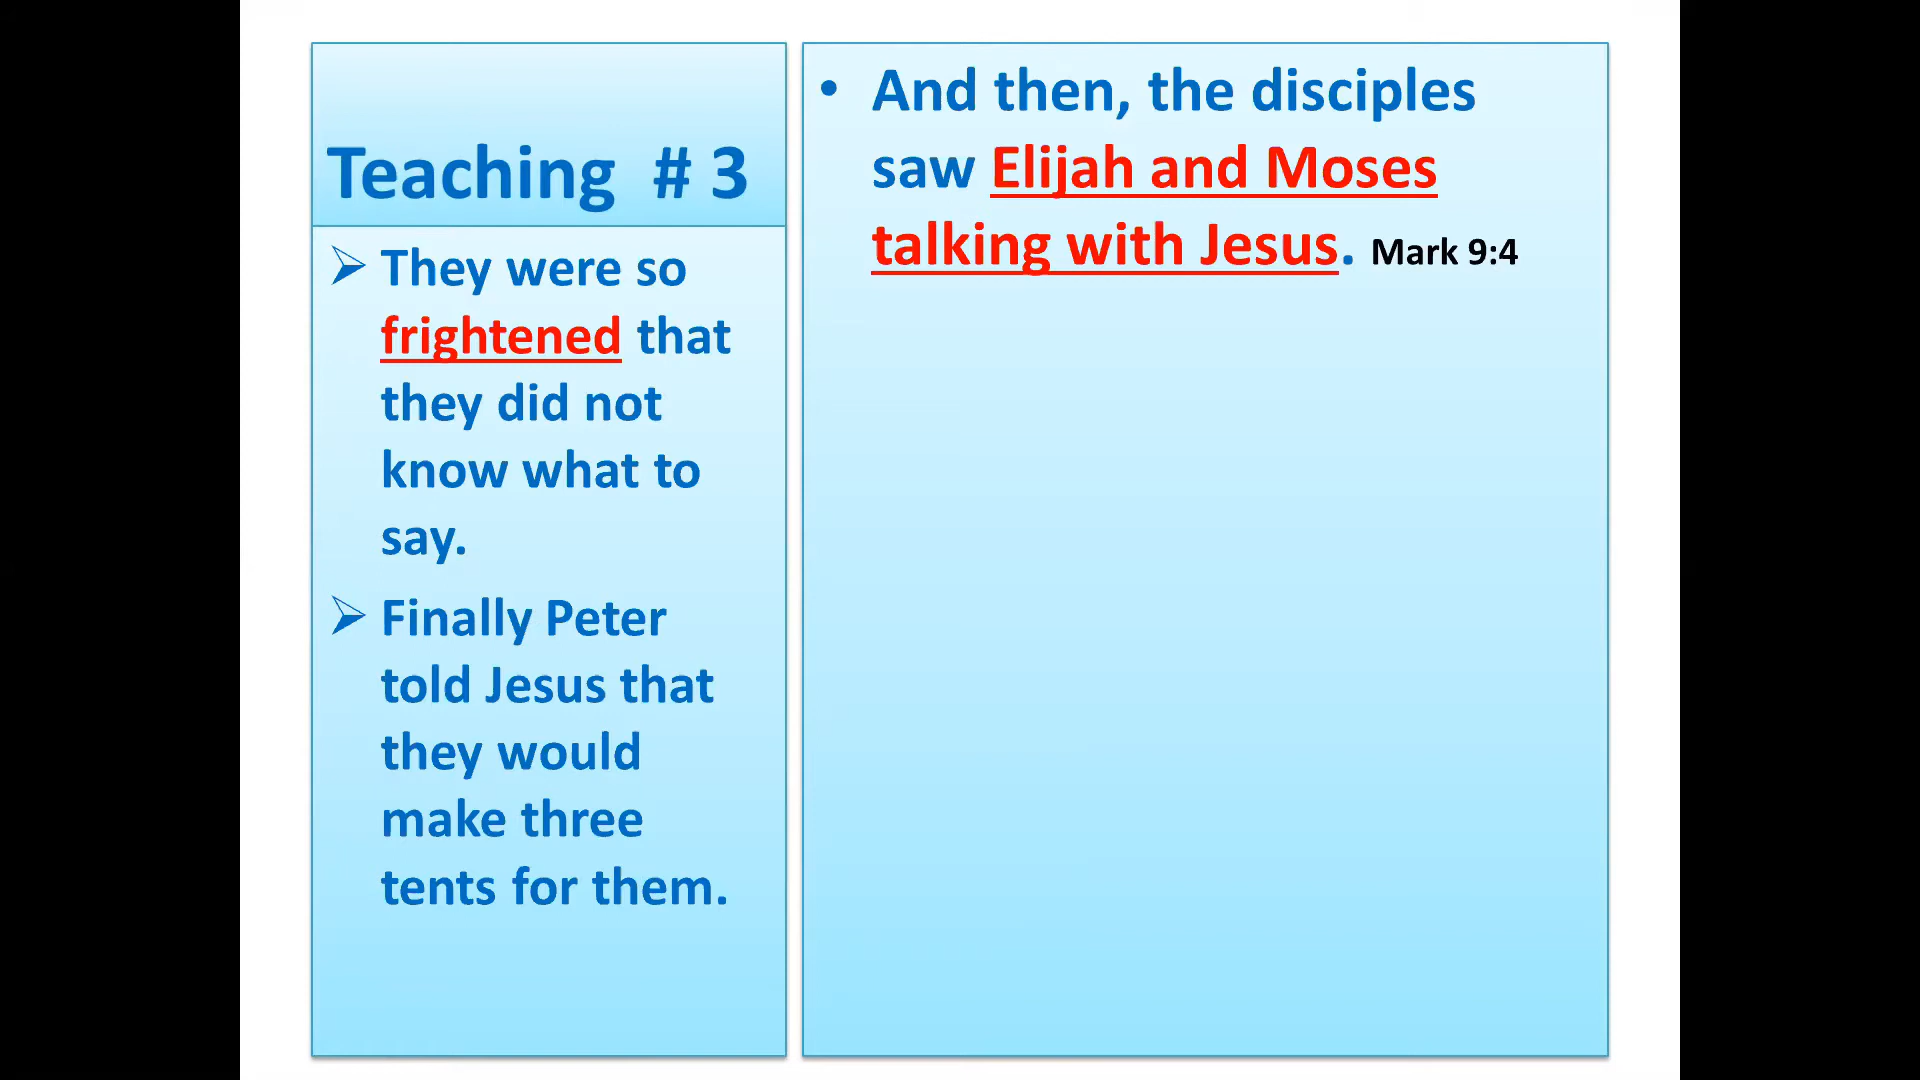 Teaching # 3
➢ They were so
frightened that
they did not
know what to
say.
➢ Finally Peter
told Jesus that
they would
make three
tents for them.
• And then, the disciples
saw Elijah and Moses
talking with Jesus. Mark 9:4